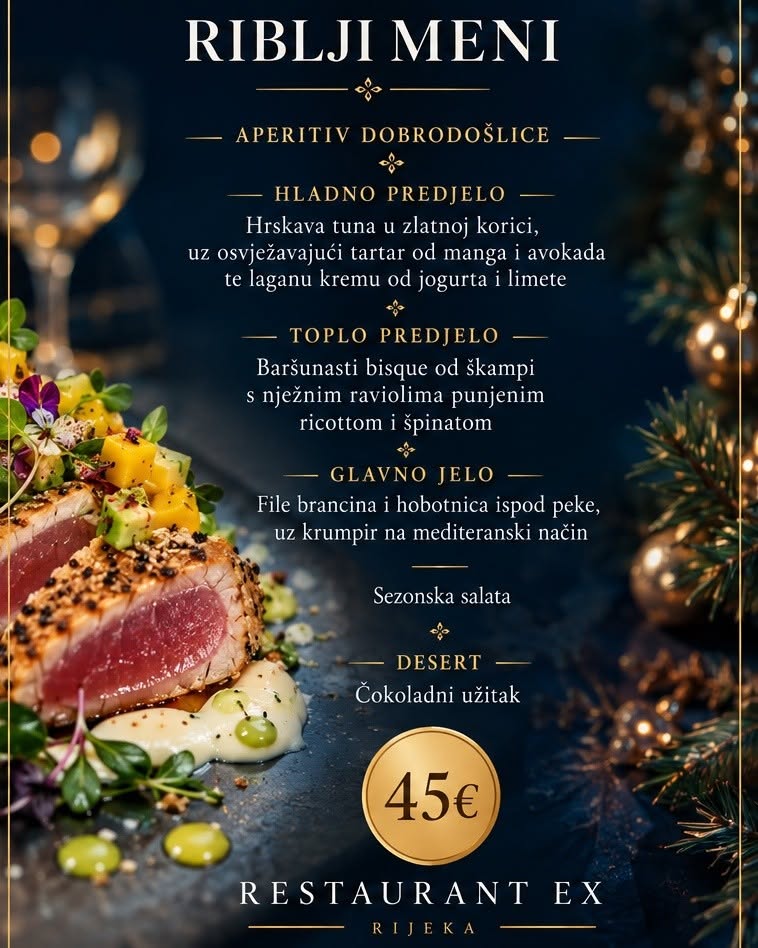 RIBLJI MENI
APERITIV DOBRODOŠLICE
HLADNO PREDJELO
Hrskava tuna u zlatnoj korici,
uz osvježavajući tartar od manga i avokada
te laganu kremu od jogurta i limete
TOPLO PREDJELO
Baršunasti bisque od škampi
s nježnim raviolima punjenim
ricottom i špinatom
GLAVNO JELO
File brancina i hobotnica ispod peke,
uz krumpir na mediteranski način
Sezonska salata
DESERT
Čokoladni užitak
45€
RESTAURANT EX
RIJEKA